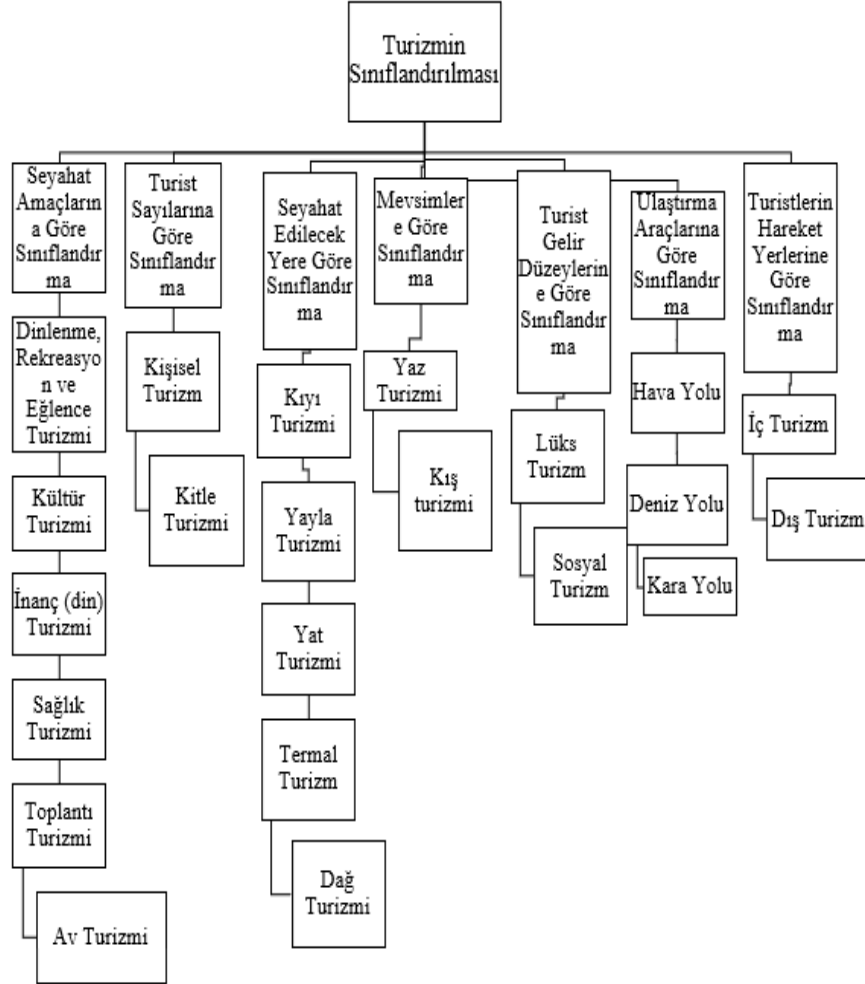 Turizmin
Sınıflandırılması
Seyahat
Amaçların
a Göre
Sınıflandır
ma
Dinlenme,
Rekreasyo
n ve
Eğlence
Turizmi
Kültür
Turizmi
İnanç (din)
Turizmi
Sağlık
Turizmi
Toplantı
Turizmi
Av Turizmi
Turist
Sayılarına
Göre
Sınıflandır
ma
Kişisel
Turizm
Kitle
Turizmi
Seyahat
Edilecek
Yere Göre
Sınıflandır
ma
Kıyı
Turizmi
Yayla
Turizmi
Yat
Turizmi
Termal
Turizm
Dağ
Turizmi
Mevsimler
e Göre
Sınıflandır
ma
Yaz
Turizmi
Kış
turizmi
Turist
Gelir
Düzeylerin
e Göre
Sınıflandır
ma
Lüks
Turizm
Sosyal
Turizm
Ulaştırma
Araçlarına
Göre
Sınıflandır
ma
Hava Yolu
Deniz Yolu
Kara Yolu
Turistlerin
Hareket
Yerlerine
Göre
Sınıflandır
ma
İç Turizm
Dış Turizm